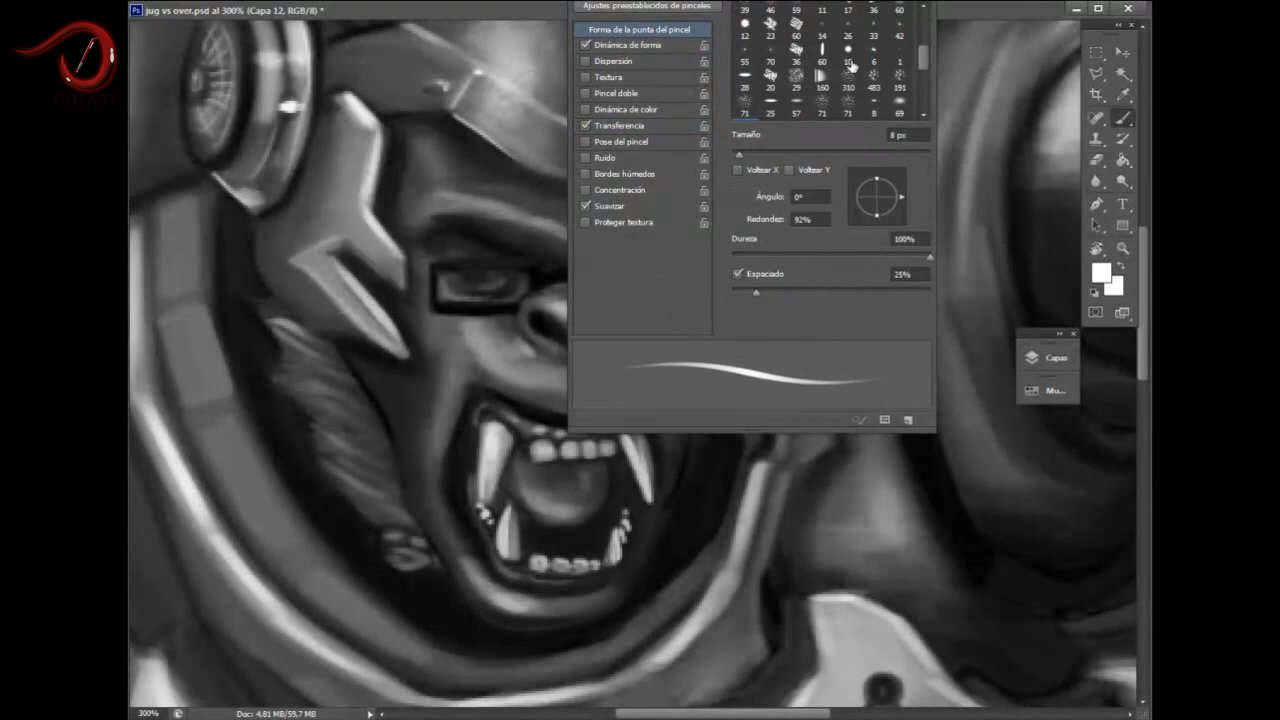 jug vs over.psd al 300% (Capa 12, RGB/8) *
Ajustes preestablecidos de pinceles
Forma de la punta del pincel
Dinámica de forma
Dispersión
Textura
Pincel doble
Dinámica de color
Transferencia
Pose del pincel
Ruido
Bordes húmedos
Concentración
Suavizar
Proteger textura
39 46 59 11 17 36 60
12 23 60 14 26 33 42
55 70 36 60 10 6 1
28 20 29 160 310 483 191
71 25 57 71 71 8 69
Tamaño 8 px
Voltear X Voltear Y
Ángulo: 0°
Redondez: 92%
Dureza 100%
Espaciado 25%
Capas
Mu...
300% Doc: 4.81 MB/59,7 MB